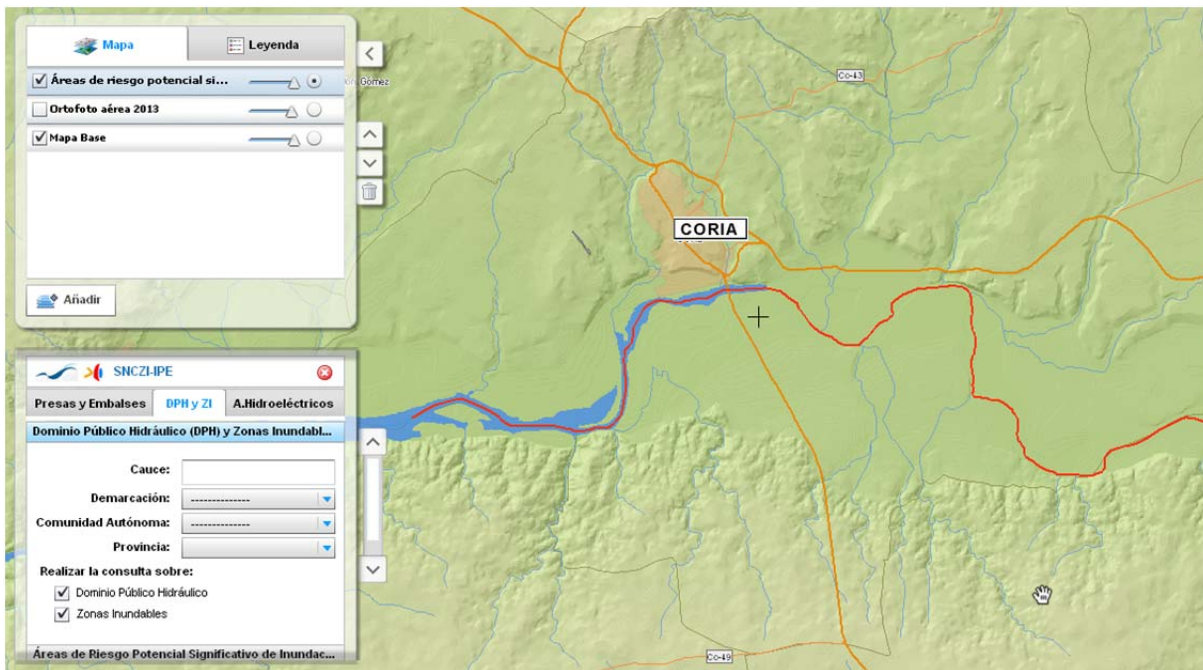 Mapa
Leyenda
Áreas de riesgo potencial si...
Gómez
Ortofoto aérea 2013
Mapa Base
Añadir
Co-43
CORIA
SNCZI-IPE
Presas y Embalses
DPH y ZI
A.Hidroeléctricos
Dominio Público Hidráulico (DPH) y Zonas Inundabl...
Cauce:
Demarcación: --------------
Comunidad Autónoma: --------------
Provincia:
Realizar la consulta sobre:
Dominio Público Hidráulico
Zonas Inundables
Áreas de Riesgo Potencial Significativo de Inundac...
Co-49